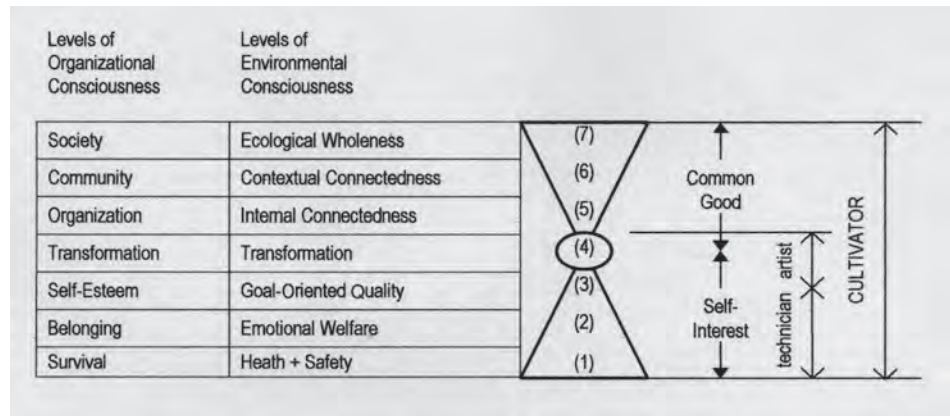 Levels of Organizational Consciousness
Levels of Environmental Consciousness
Society Ecological Wholeness (7)
Community Contextual Connectedness (6)
Organization Internal Connectedness (5)
Transformation Transformation (4)
Self-Esteem Goal-Oriented Quality (3)
Belonging Emotional Welfare (2)
Survival Heath + Safety (1)
Common
Good
Self-
Interest
artist
technician
CULTIVATOR